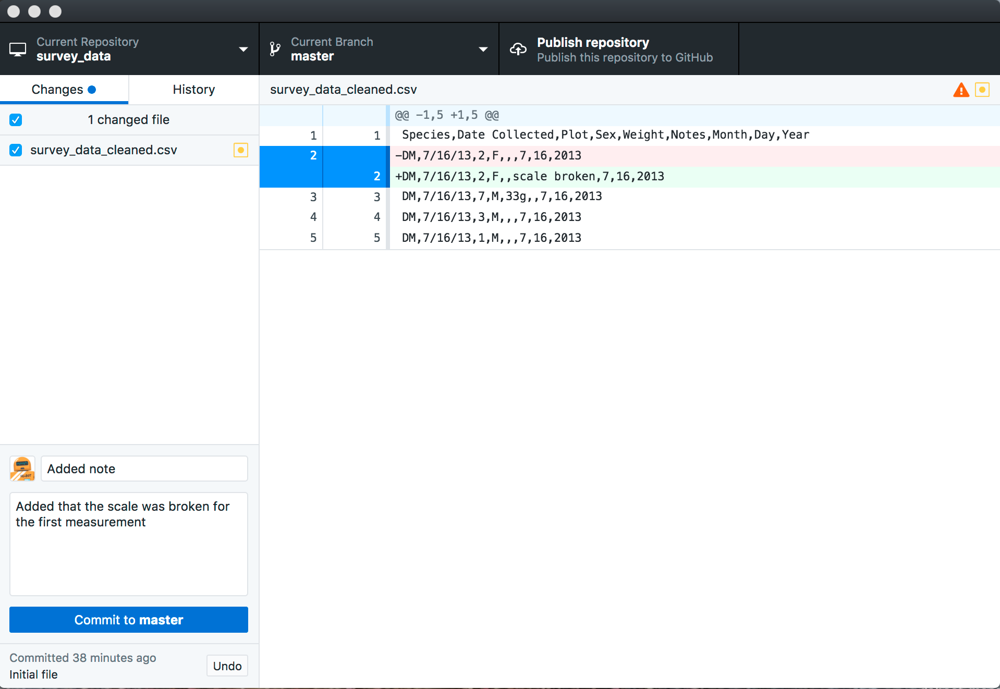 Current Repository
survey_data
Current Branch
master
Publish repository
Publish this repository to GitHub
Changes
History
1 changed file
survey_data_cleaned.csv
survey_data_cleaned.csv
@@ -1,5 +1,5 @@
1 1 Species,Date Collected,Plot,Sex,Weight,Notes,Month,Day,Year
2 -DM,7/16/13,2,F,,,7,16,2013
2 +DM,7/16/13,2,F,,scale broken,7,16,2013
3 3 DM,7/16/13,7,M,33g,,7,16,2013
4 4 DM,7/16/13,3,M,,,7,16,2013
5 5 DM,7/16/13,1,M,,,7,16,2013
Added note
Added that the scale was broken for
the first measurement
Commit to master
Committed 38 minutes ago
Initial file
Undo